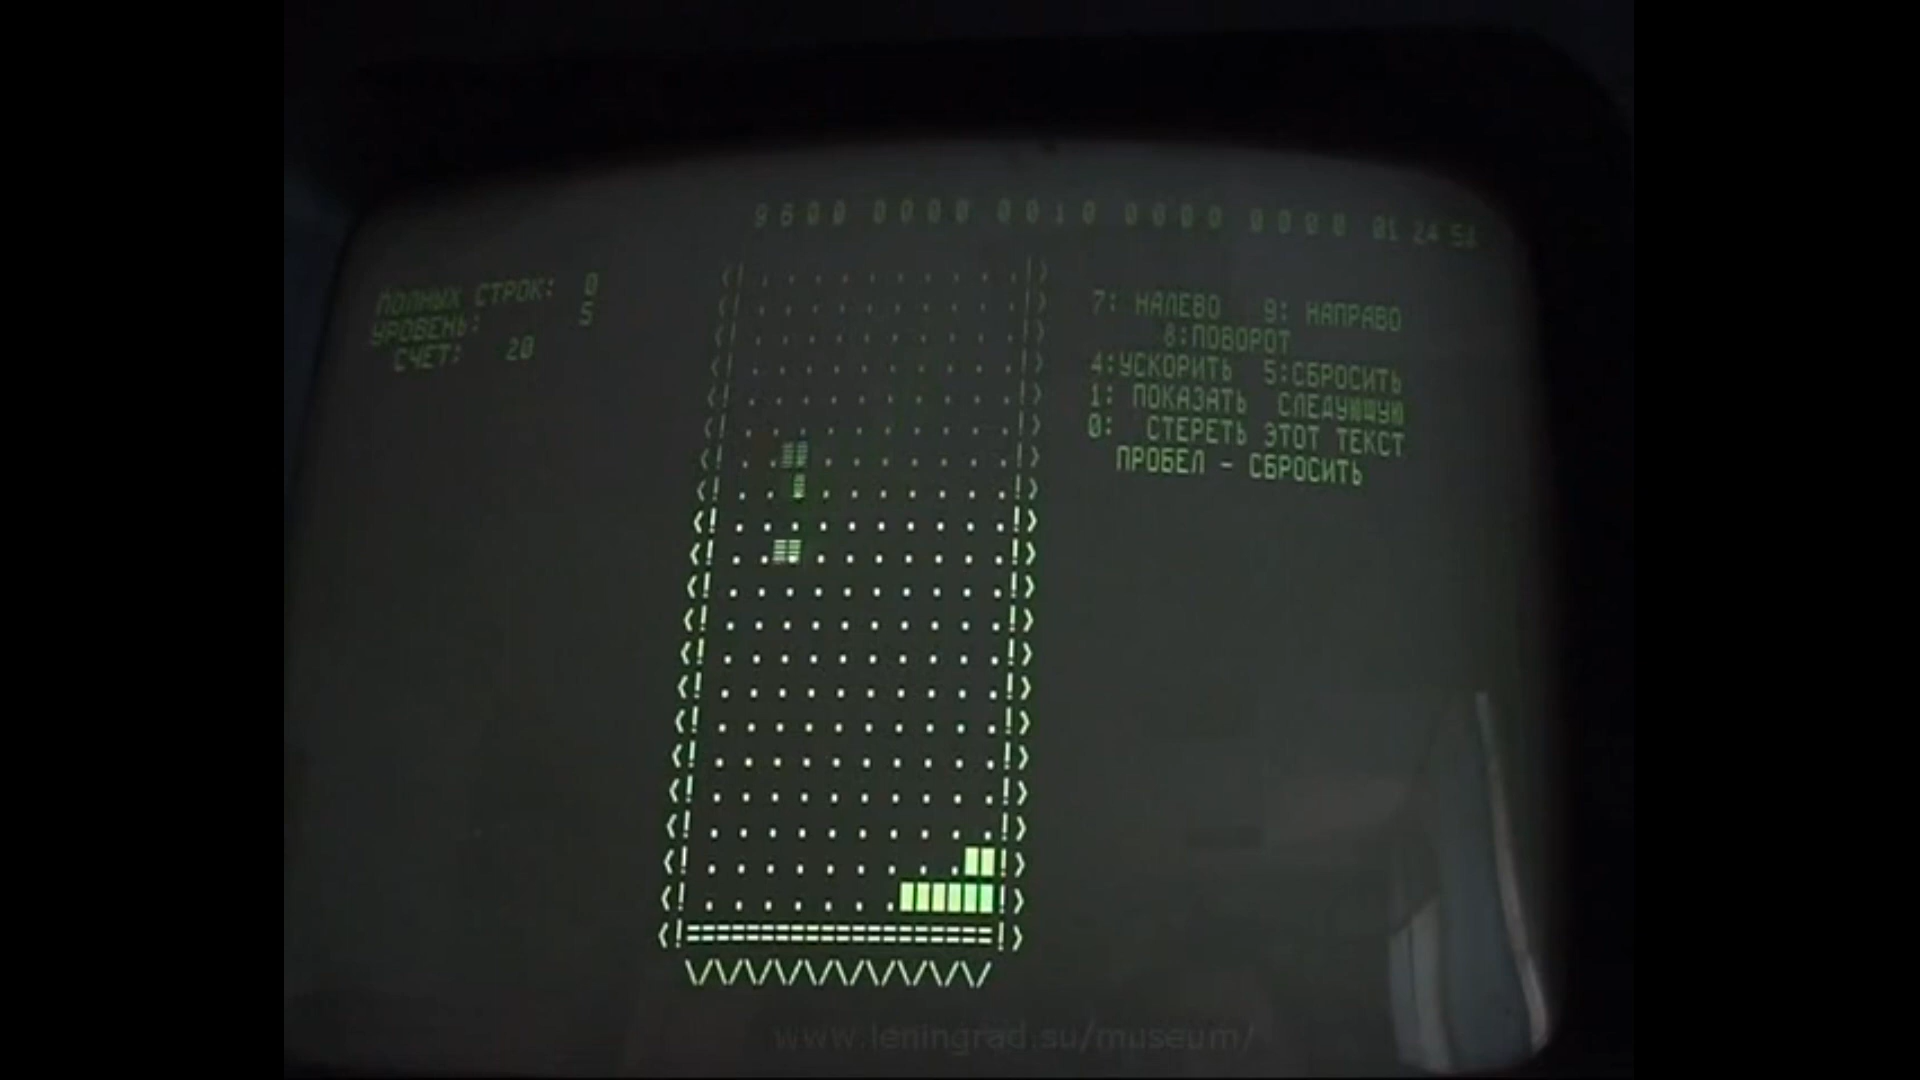 9600 0000 0010 0000 0000 01 24 58
ПОЛНЫХ СТРОК: 0
УРОВЕНЬ: 5
СЧЕТ: 20
7: НАЛЕВО 9: НАПРАВО
8:ПОВОРОТ
4:УСКОРИТЬ 5:СБРОСИТЬ
1: ПОКАЗАТЬ СЛЕДУЮЩУЮ
0: СТЕРЕТЬ ЭТОТ ТЕКСТ
ПРОБЕЛ - СБРОСИТЬ
www.leningrad.su/museum/